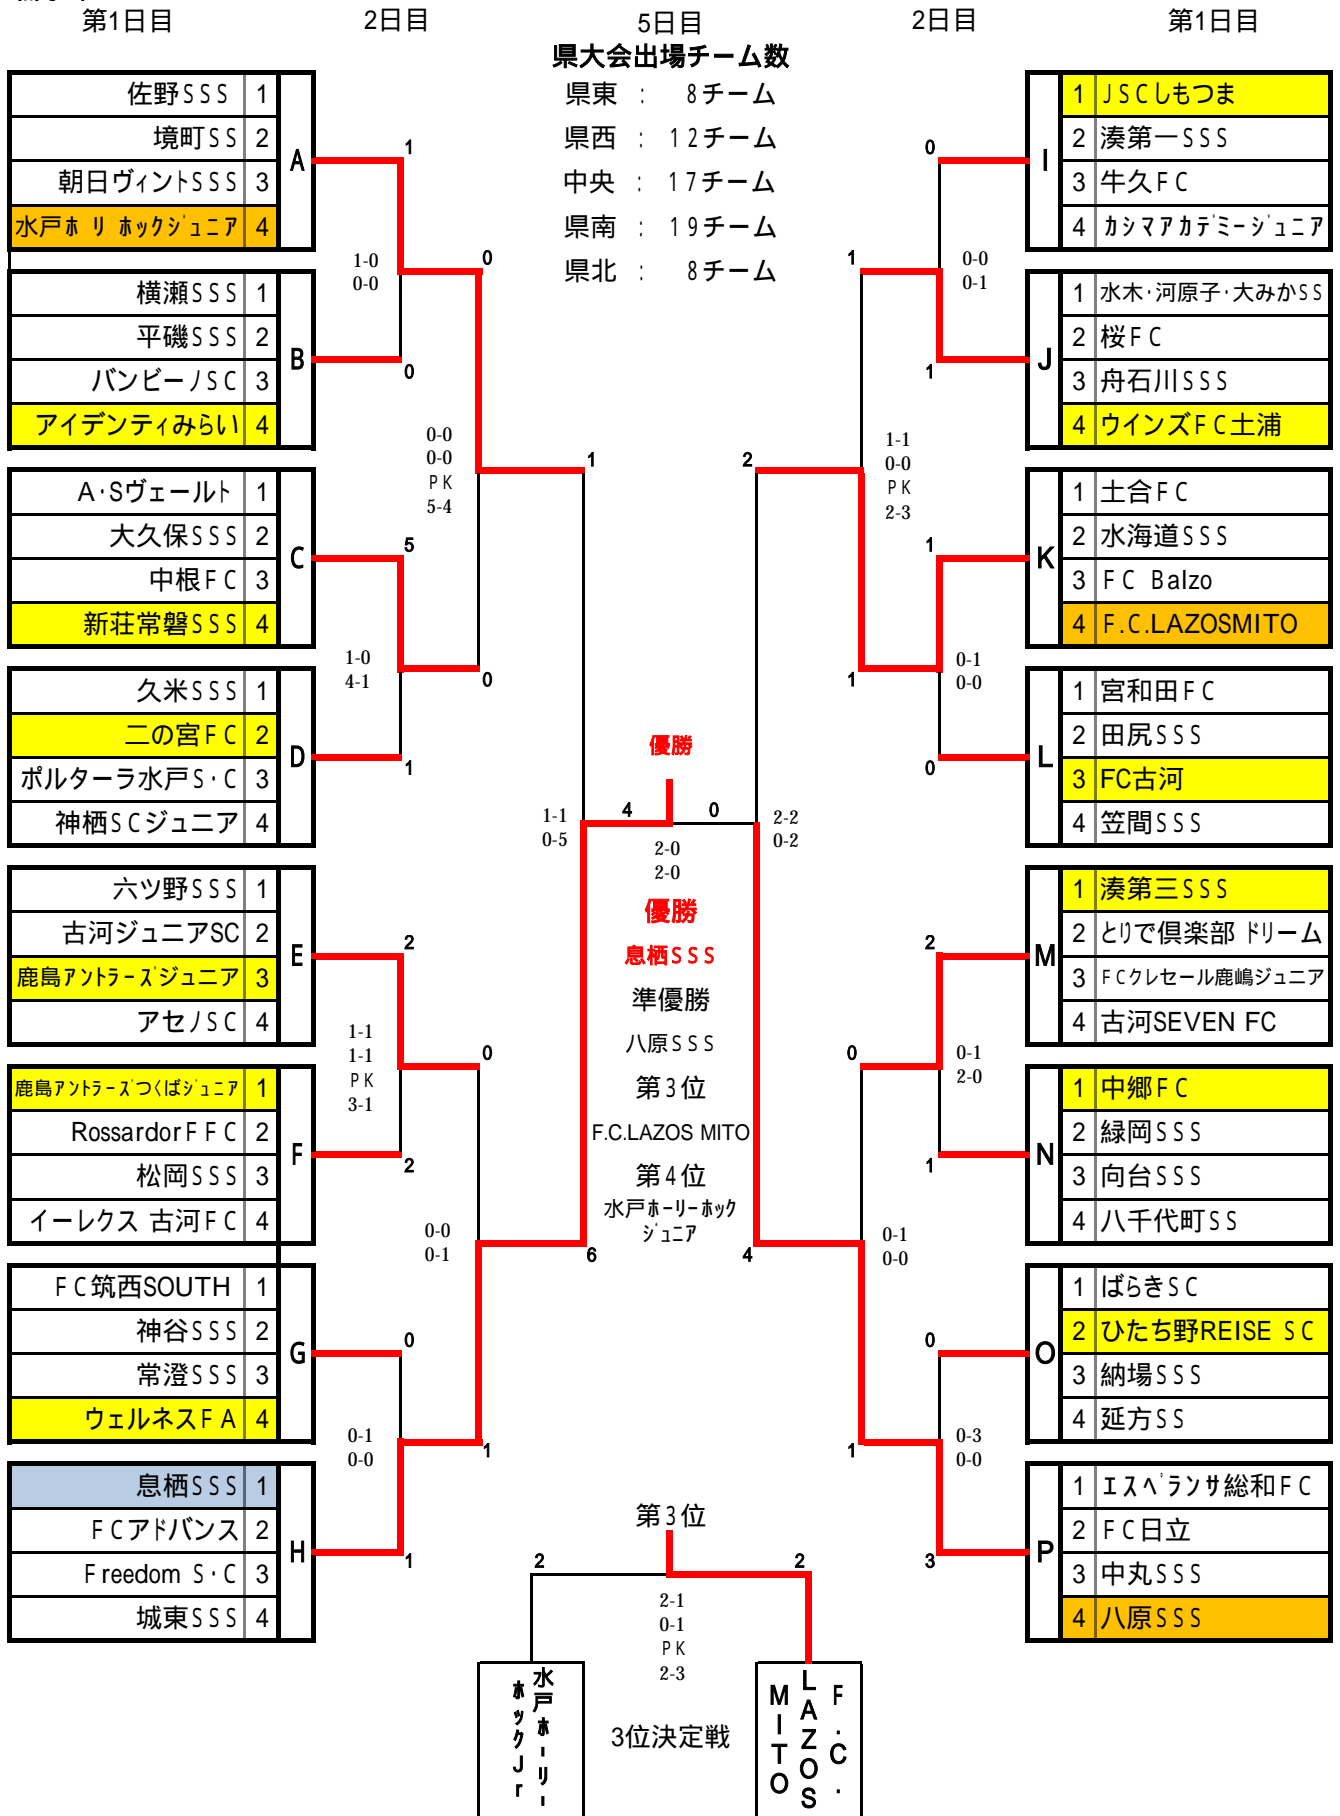 第1日目
2日目
5日目
2日目
第1日目
県大会出場チーム数
県東 : 8チーム
県西 : 12チーム
中央 : 17チーム
県南 : 19チーム
県北 : 8チーム
佐野SSS 1
境町SS 2
朝日ヴィントSSS 3
水戸ホ リ ホックジュニア 4
A
横瀬SSS 1
平磯SSS 2
バンビーノSC 3
アイデンティみらい 4
B
A・Sヴェールト 1
大久保SSS 2
中根FC 3
新荘常磐SSS 4
C
久米SSS 1
二の宮FC 2
ポルターラ水戸S・C 3
神栖SCジュニア 4
D
六ツ野SSS 1
古河ジュニアSC 2
鹿島アントラーズジュニア 3
アセノSC 4
E
鹿島アントラーズつくばジュニア 1
RossardorFFC 2
松岡SSS 3
イーレクス 古河FC 4
F
FC筑西SOUTH 1
神谷SSS 2
常澄SSS 3
ウェルネスFA 4
G
息栖SSS 1
FCアドバンス 2
Freedom S・C 3
城東SSS 4
H
1
1-0
0-0
0
0
0-0
0-0
PK
5-4
5
1-0
4-1
1
0
1
1-1
0-5
2
1-1
1-1
PK
3-1
2
0
0-0
0-1
0
0-1
0-0
1
1
6
優勝
4
0
2-0
2-0
優勝
息栖SSS
準優勝
八原SSS
第3位
F.C.LAZOS MITO
第4位
水戸ホーリーホック
ジュニア
0
0-0
0-1
1
1
1-1
0-0
PK
2-3
1
0-1
0-0
0
1
2
2-2
0-2
2
0-1
2-0
1
0
0-1
0-0
0
0-3
0-0
3
1
4
I
1 JSCしもつま
2 湊第一SSS
3 牛久FC
4 カシマアカデミージュニア
J
1 水木・河原子・大みかSS
2 桜FC
3 舟石川SSS
4 ウインズFC土浦
K
1 土合FC
2 水海道SSS
3 FC Balzo
4 F.C.LAZOSMITO
L
1 宮和田FC
2 田尻SSS
3 FC古河
4 笠間SSS
M
1 湊第三SSS
2 とりで倶楽部 ドリーム
3 FCクレセール鹿嶋ジュニア
4 古河SEVEN FC
N
1 中郷FC
2 緑岡SSS
3 向台SSS
4 八千代町SS
O
1 ばらきSC
2 ひたち野REISE SC
3 納場SSS
4 延方SS
P
1 エスペランサ総和FC
2 FC日立
3 中丸SSS
4 八原SSS
第3位
2
2
2-1
0-1
PK
2-3
水戸ホーリー
ホックJr
3位決定戦
F.C.
LAZOS
MITO